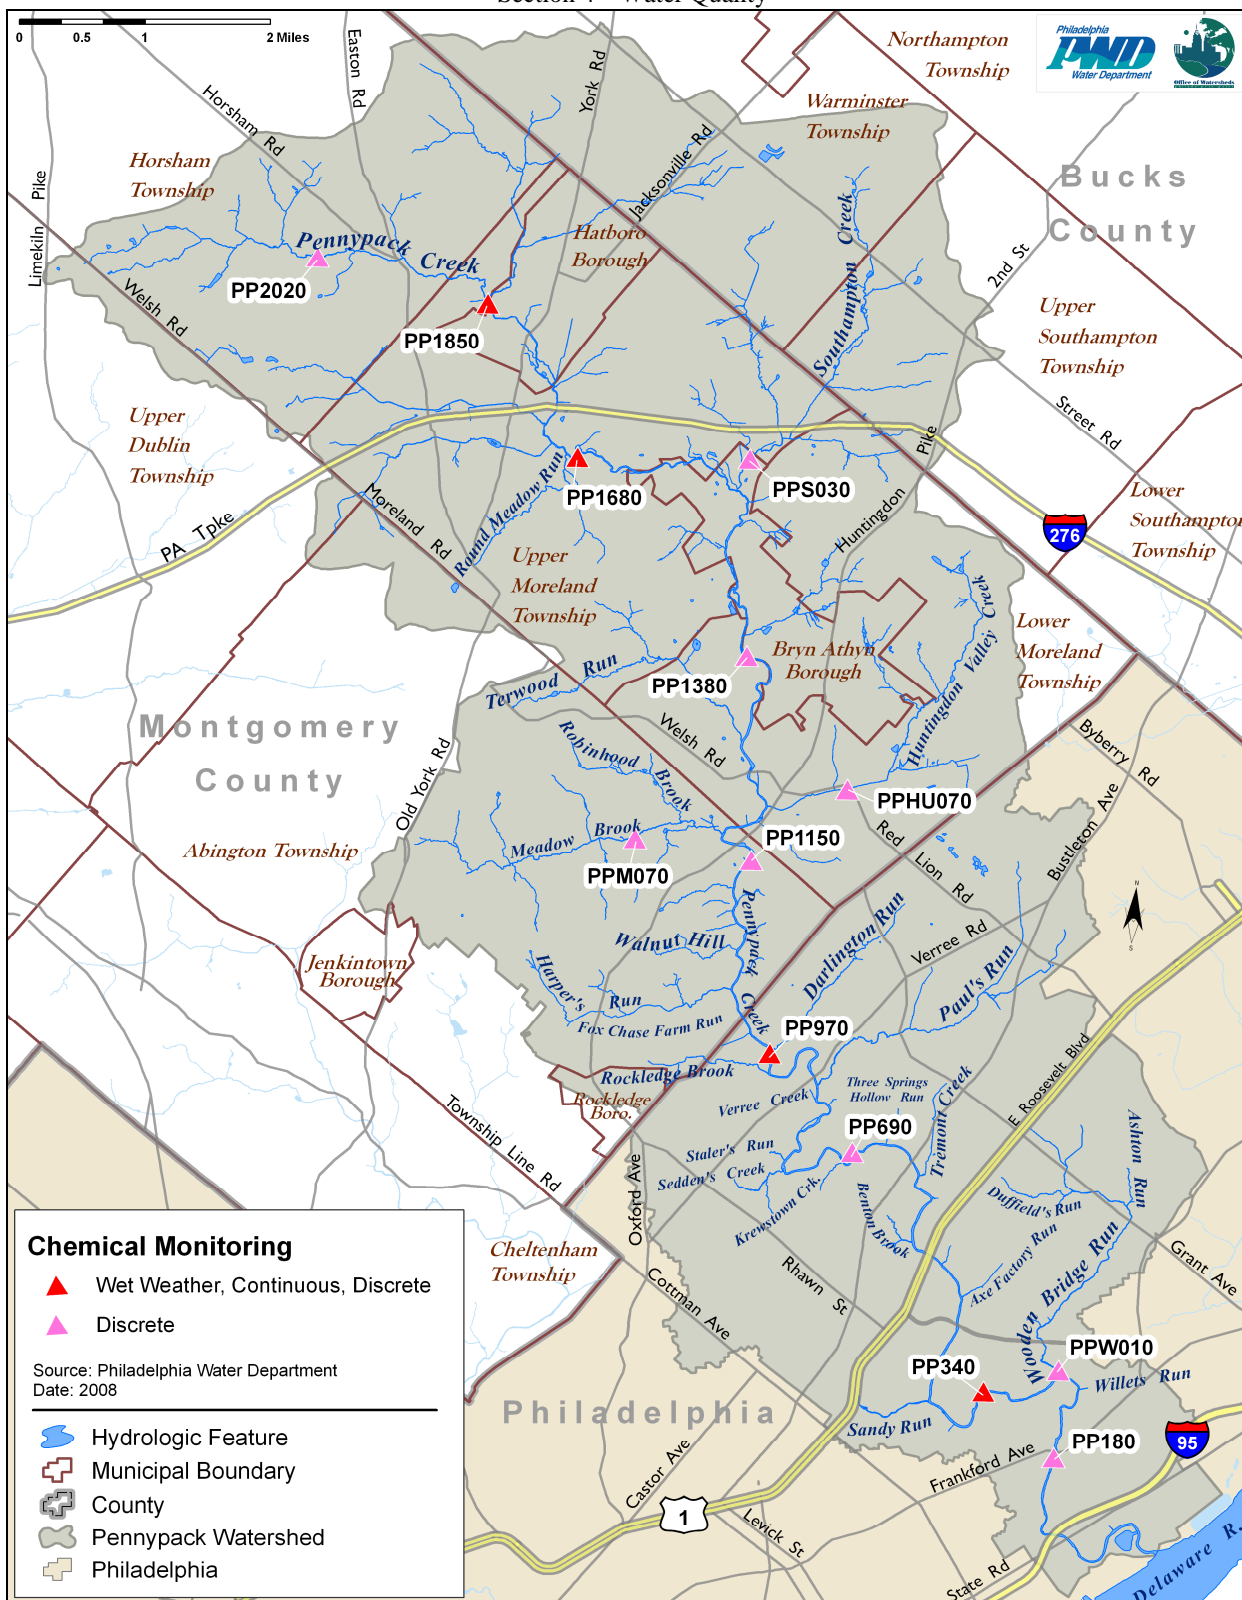 Section 4 - Water Quality
0 0.5 1 2 Miles
Philadelphia
PWD
Water Department
Office of Watersheds
Northampton
Township
Warminster
Township
Easton Rd
York Rd
Horsham Rd
Jacksonville Rd
Horsham
Township
Limekiln Pike
Bucks
County
Hatboro
Borough
Pennypack Creek
Southampton Creek
2nd St
PP2020
Welsh Rd
PP1850
Upper
Southampton
Township
Street Rd
Upper
Dublin
Township
Pike
Huntingdon
PP1680
PPS030
Lower
Southampton
Township
276
PA Tpke
Moreland Rd
Round Meadow Run
Upper
Moreland
Township
Lower
Moreland
Township
Bryn Athyn
Borough
Huntingdon Valley Creek
Terwood Run
PP1380
Montgomery
County
Welsh Rd
Robinhood Brook
Byberry Rd
Old York Rd
PPHU070
Bustleton Ave
Red Lion Rd
Meadow Brook
PP1150
PPM070
Abington Township
Pennypack Creek
Darlington Run
N
S
Verree Rd
Walnut Hill
Paul's Run
Jenkintown
Borough
Harper's Run
Fox Chase Farm Run
PP970
Rockledge Brook
Rockledge
Boro.
Verree Creek
Three Springs
Hollow Run
Tremont Creek
E Roosevelt Blvd
Township Line Rd
PP690
Staler's Run
Sedden's Creek
Krewstown Crk.
Benton Brook
Ashton Run
Duffield's Run
Axe Factory Run
Wooden Bridge Run
Oxford Ave
Grant Ave
Cheltenham
Township
Rhawn St
Cottman Ave
PPW010
PP340
Willets Run
Philadelphia
Sandy Run
PP180
95
Frankford Ave
Castor Ave
1
Levick St
State Rd
Delaware R.
Chemical Monitoring
Wet Weather, Continuous, Discrete
Discrete
Source: Philadelphia Water Department
Date: 2008
Hydrologic Feature
Municipal Boundary
County
Pennypack Watershed
Philadelphia